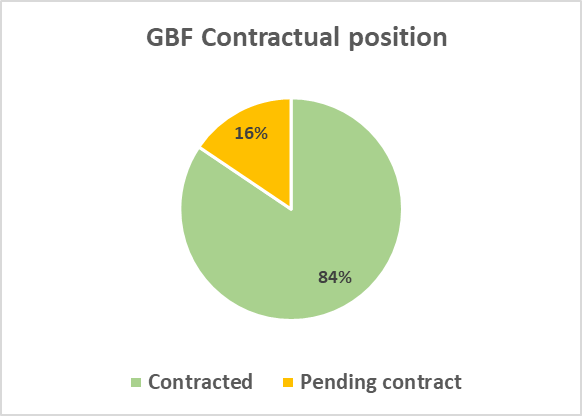 GBF Contractual position
16%
84%
Contracted
Pending contract